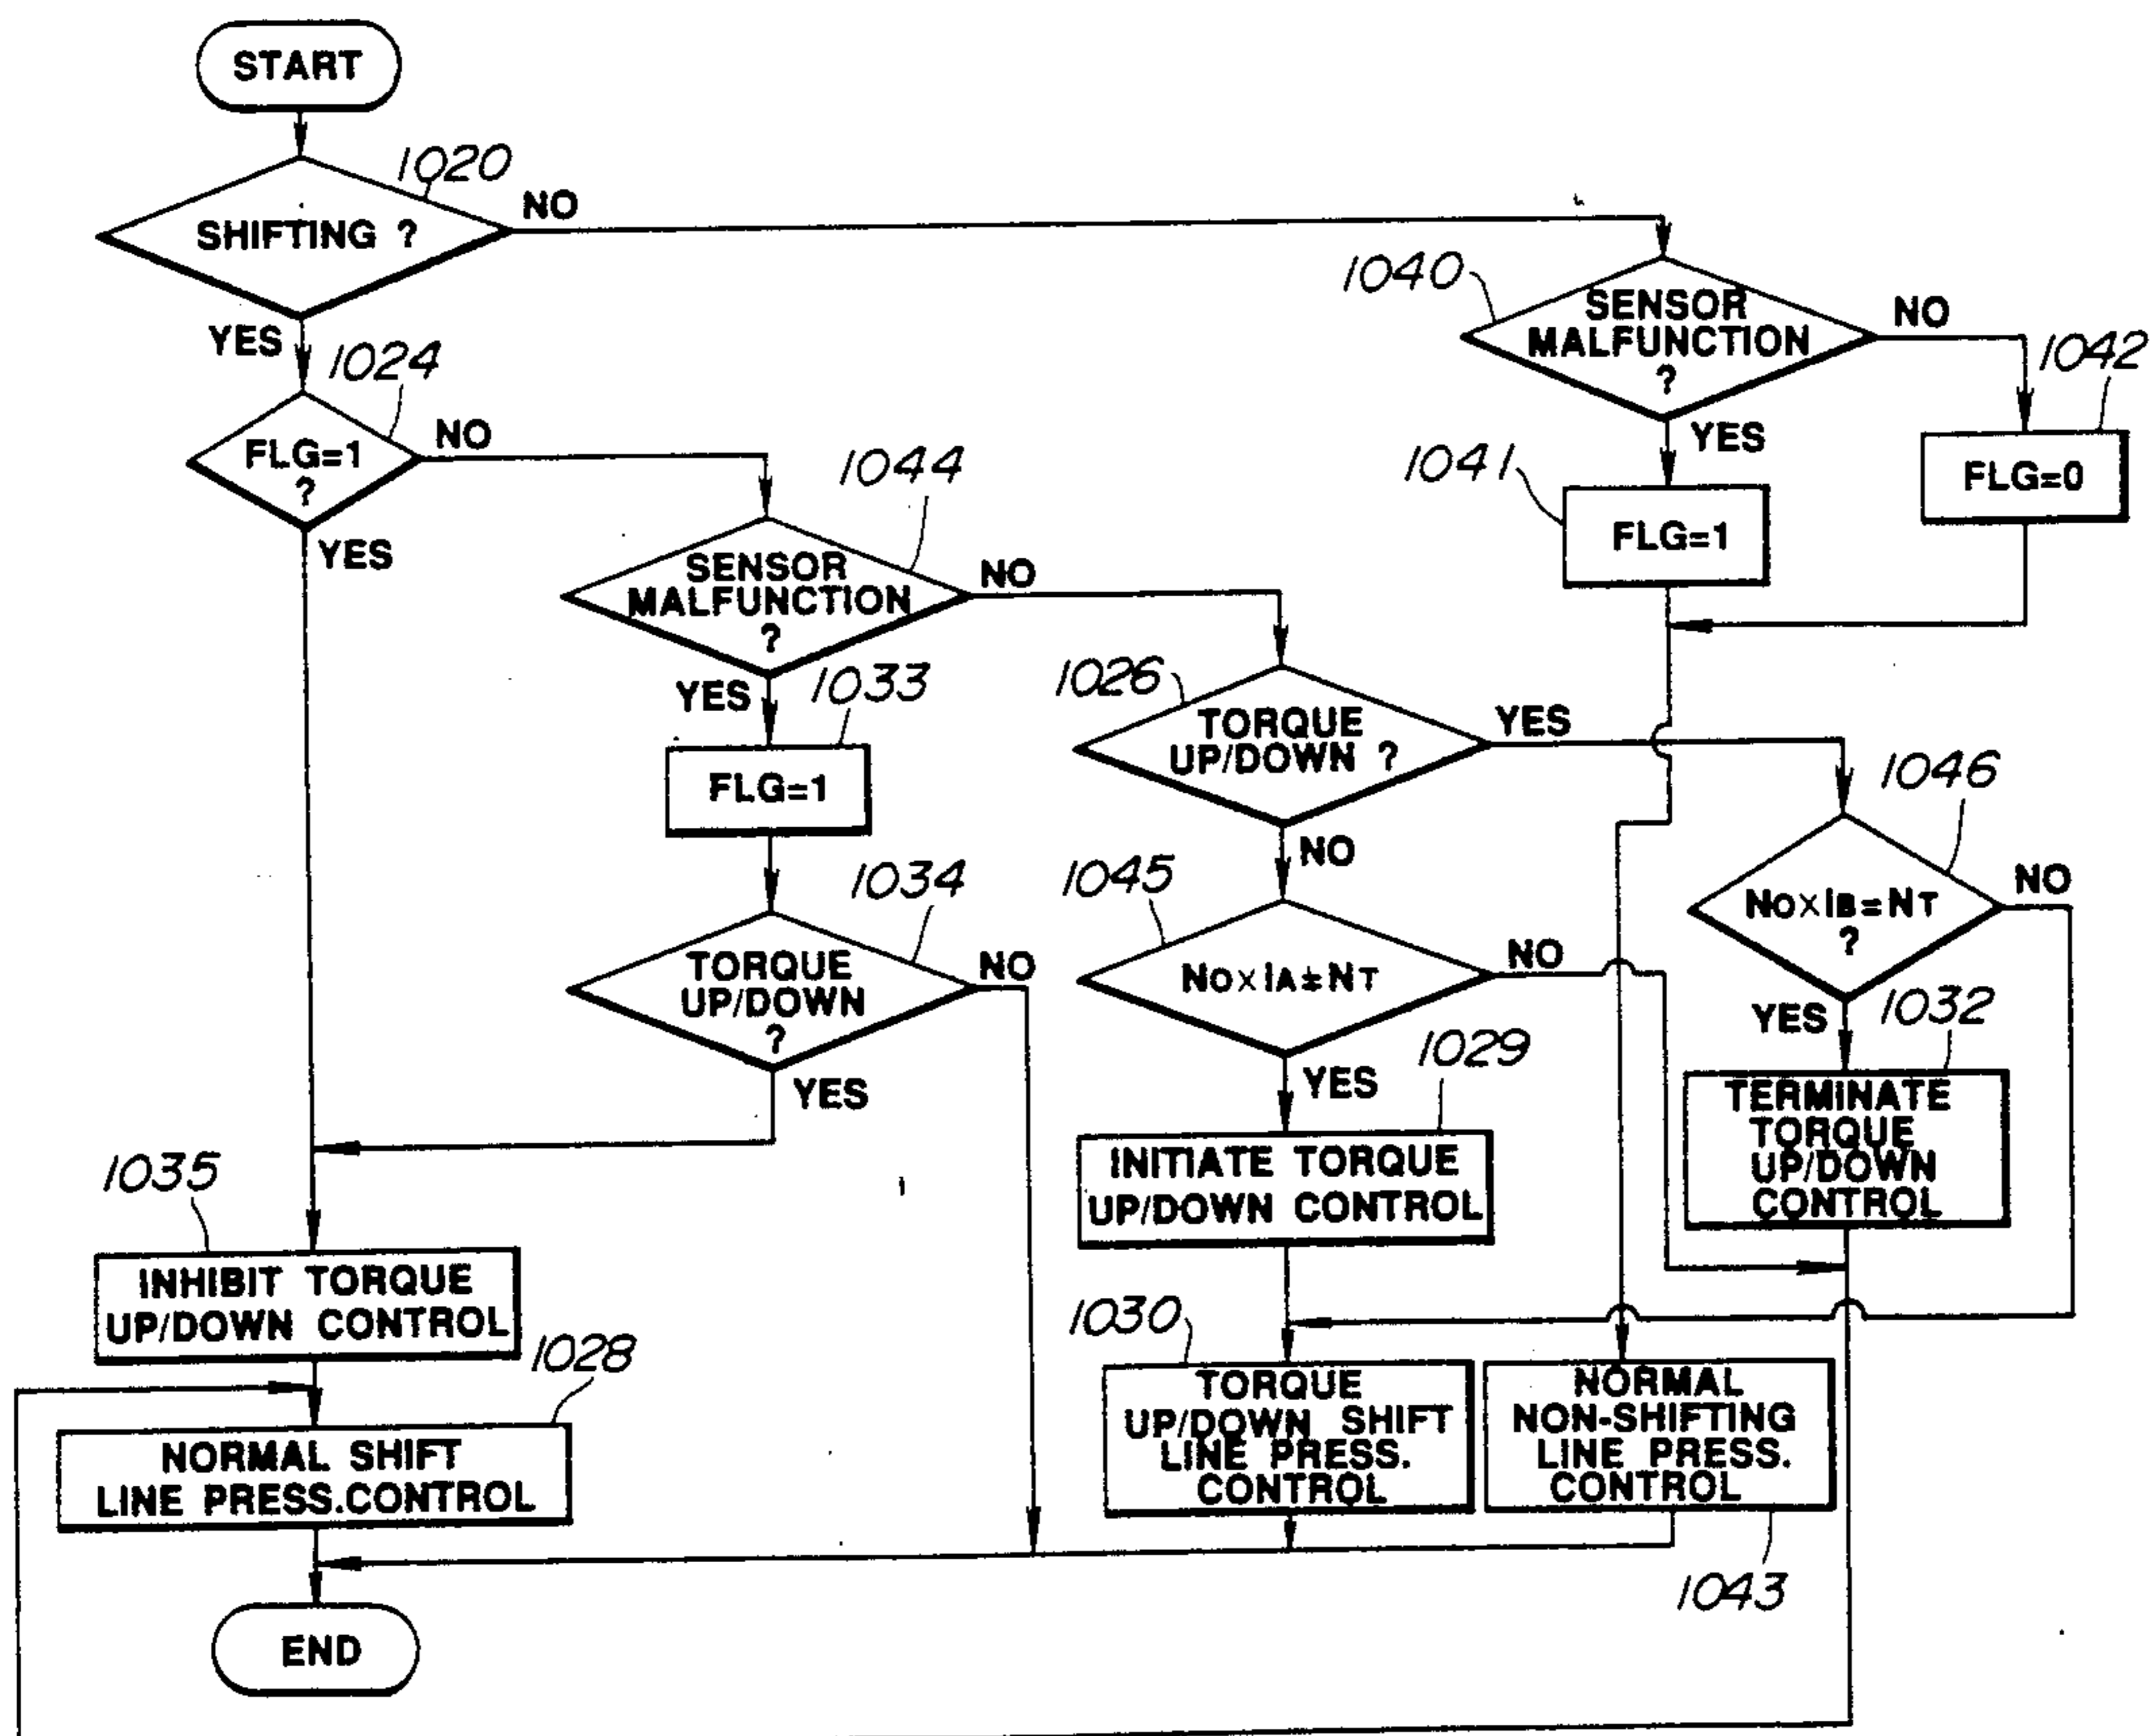 START
1020
SHIFTING ?
NO
YES
1024
FLG=1
?
NO
YES
1040
SENSOR
MALFUNCTION
?
NO
YES
1042
FLG=0
1041
FLG=1
1044
SENSOR
MALFUNCTION
?
NO
YES
1033
FLG=1
1034
TORQUE
UP/DOWN
?
NO
YES
1026
TORQUE
UP/DOWN ?
YES
NO
1045
NO×IA≠NT
NO
YES
1046
NO×IB=NT
?
NO
YES
1029
INITIATE TORQUE
UP/DOWN CONTROL
1032
TERMINATE
TORQUE
UP/DOWN
CONTROL
1035
INHIBIT TORQUE
UP/DOWN CONTROL
1028
NORMAL SHIFT
LINE PRESS.CONTROL
1030
TORQUE
UP/DOWN SHIFT
LINE PRESS.
CONTROL
NORMAL
NON-SHIFTING
LINE PRESS.
CONTROL
1043
END